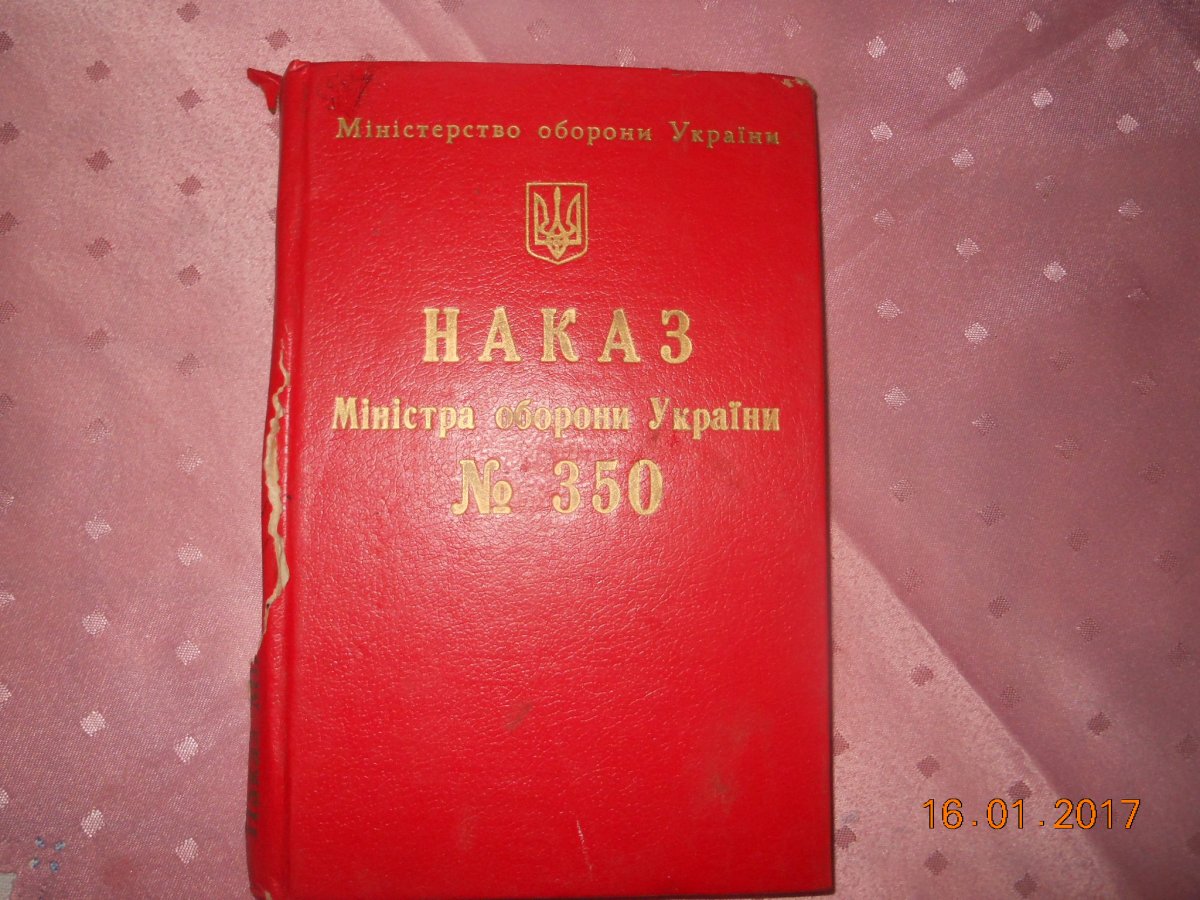 Міністерство оборони України
НАКАЗ
Міністра оборони України
№ 350
16.01.2017